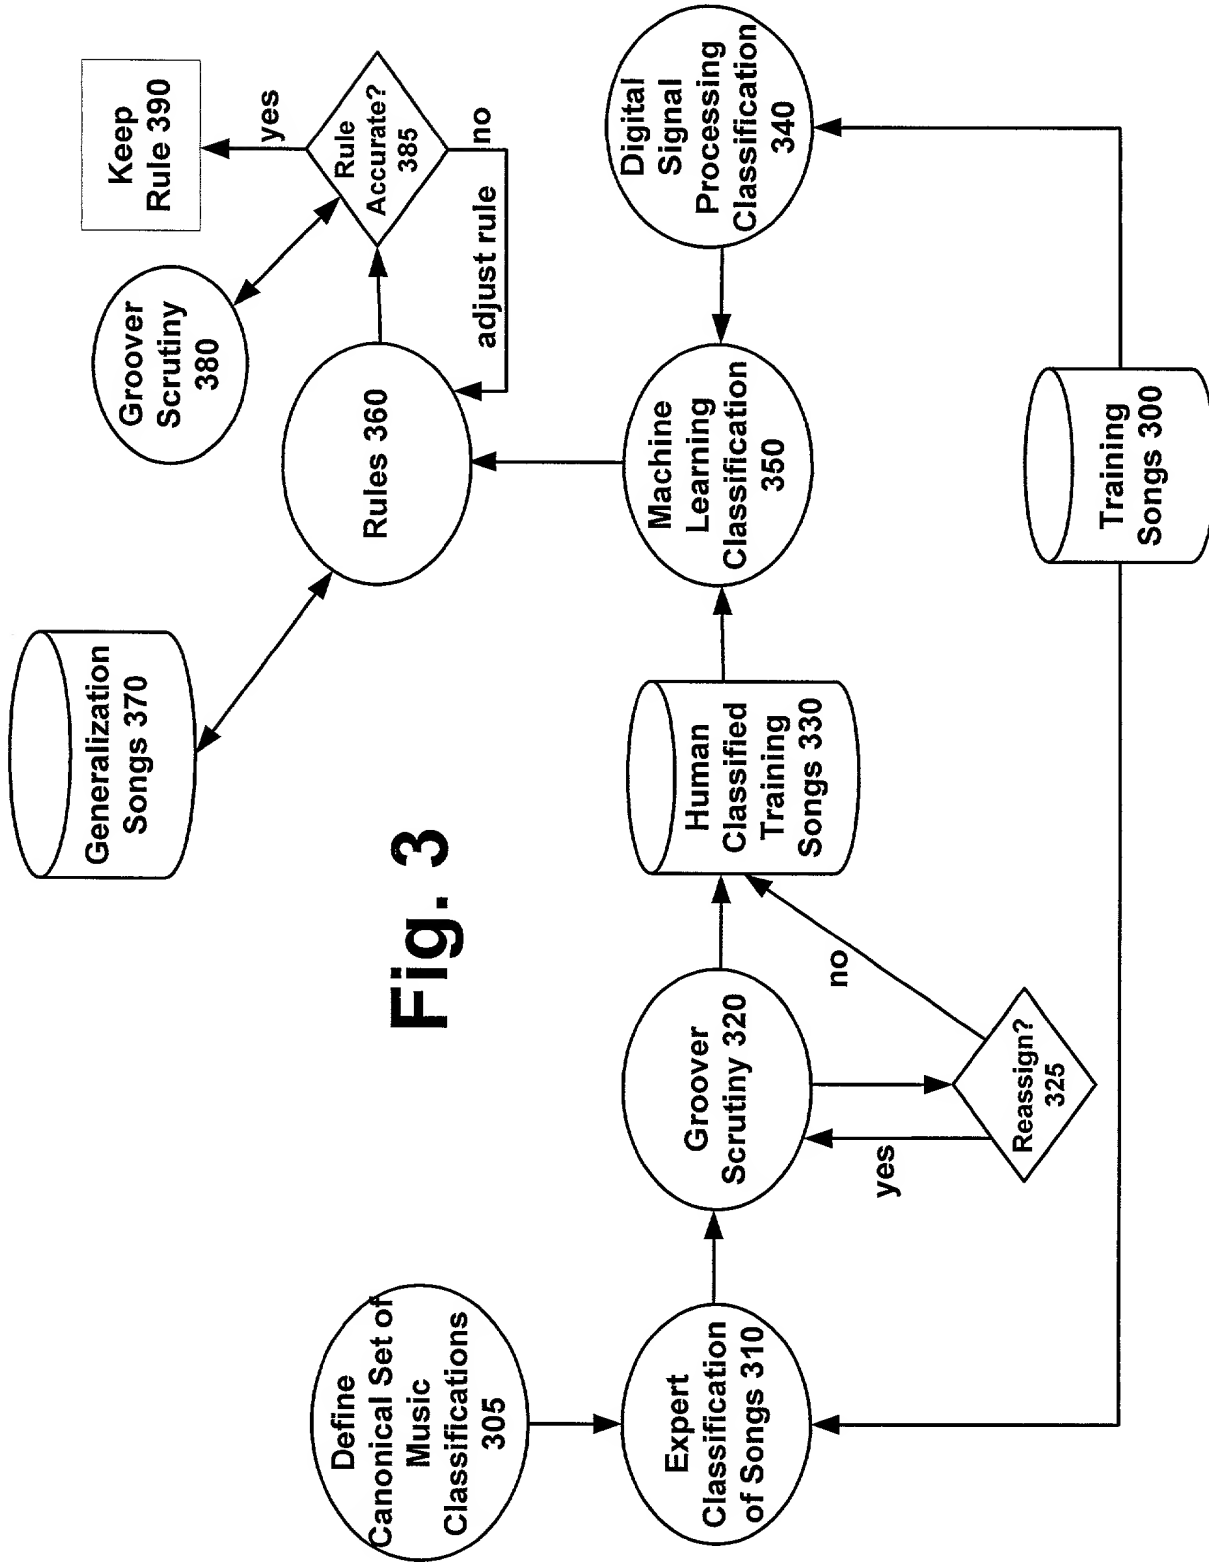 Define
Canonical Set of
Music
Classifications
305
Expert
Classification
of Songs 310
Groover
Scrutiny 320
yes
no
Reassign?
325
Human
Classified
Training
Songs 330
Machine
Learning
Classification
350
Digital
Signal
Processing
Classification
340
Training
Songs 300
Generalization
Songs 370
Rules 360
Groover
Scrutiny
380
Rule
Accurate?
385
yes
no
adjust rule
Keep
Rule 390
Fig. 3